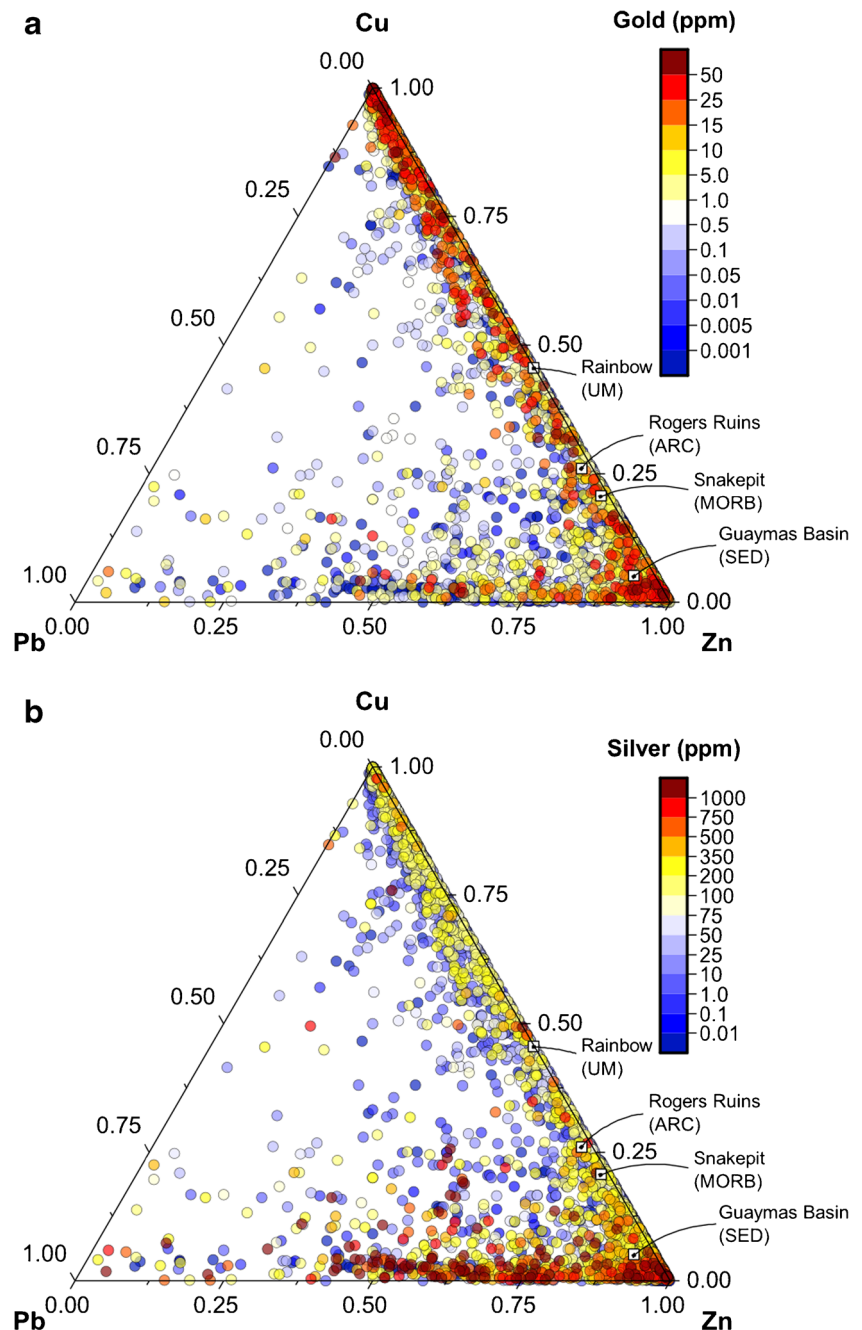 a
Cu
Gold (ppm)
0.00
1.00
50
25
15
10
5.0
1.0
0.5
0.1
0.05
0.01
0.005
0.001
0.25
0.75
0.50
0.50
Rainbow
(UM)
0.75
Rogers Ruins
(ARC)
0.25
Snakepit
(MORB)
Guaymas Basin
(SED)
1.00
0.00
0.00
0.25
0.50
0.75
1.00
Pb
Zn
b
Cu
Silver (ppm)
0.00
1.00
1000
750
500
350
200
100
75
50
25
10
1.0
0.1
0.01
0.25
0.75
0.50
0.50
Rainbow
(UM)
0.75
Rogers Ruins
(ARC)
0.25
Snakepit
(MORB)
Guaymas Basin
(SED)
1.00
0.00
0.00
0.25
0.50
0.75
1.00
Pb
Zn